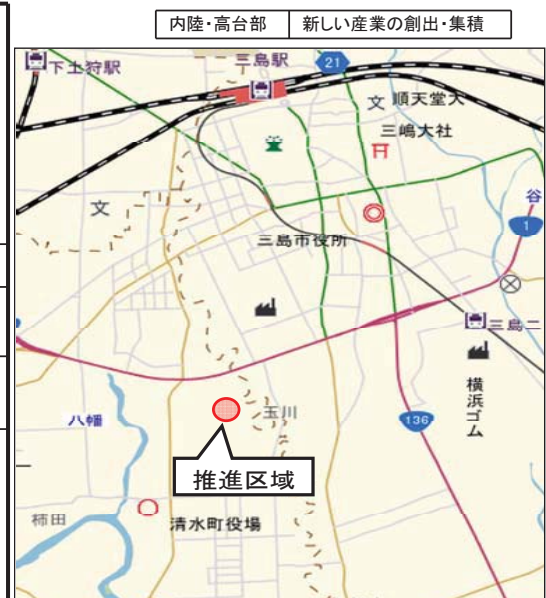 内陸・高台部 新しい産業の創出・集積
下土狩駅
三島駅
21
文 順天堂大
三嶋大社
文
谷
1
三島市役所
三島二
横浜ゴム
八幡
玉川
136
推進区域
柿田
清水町役場